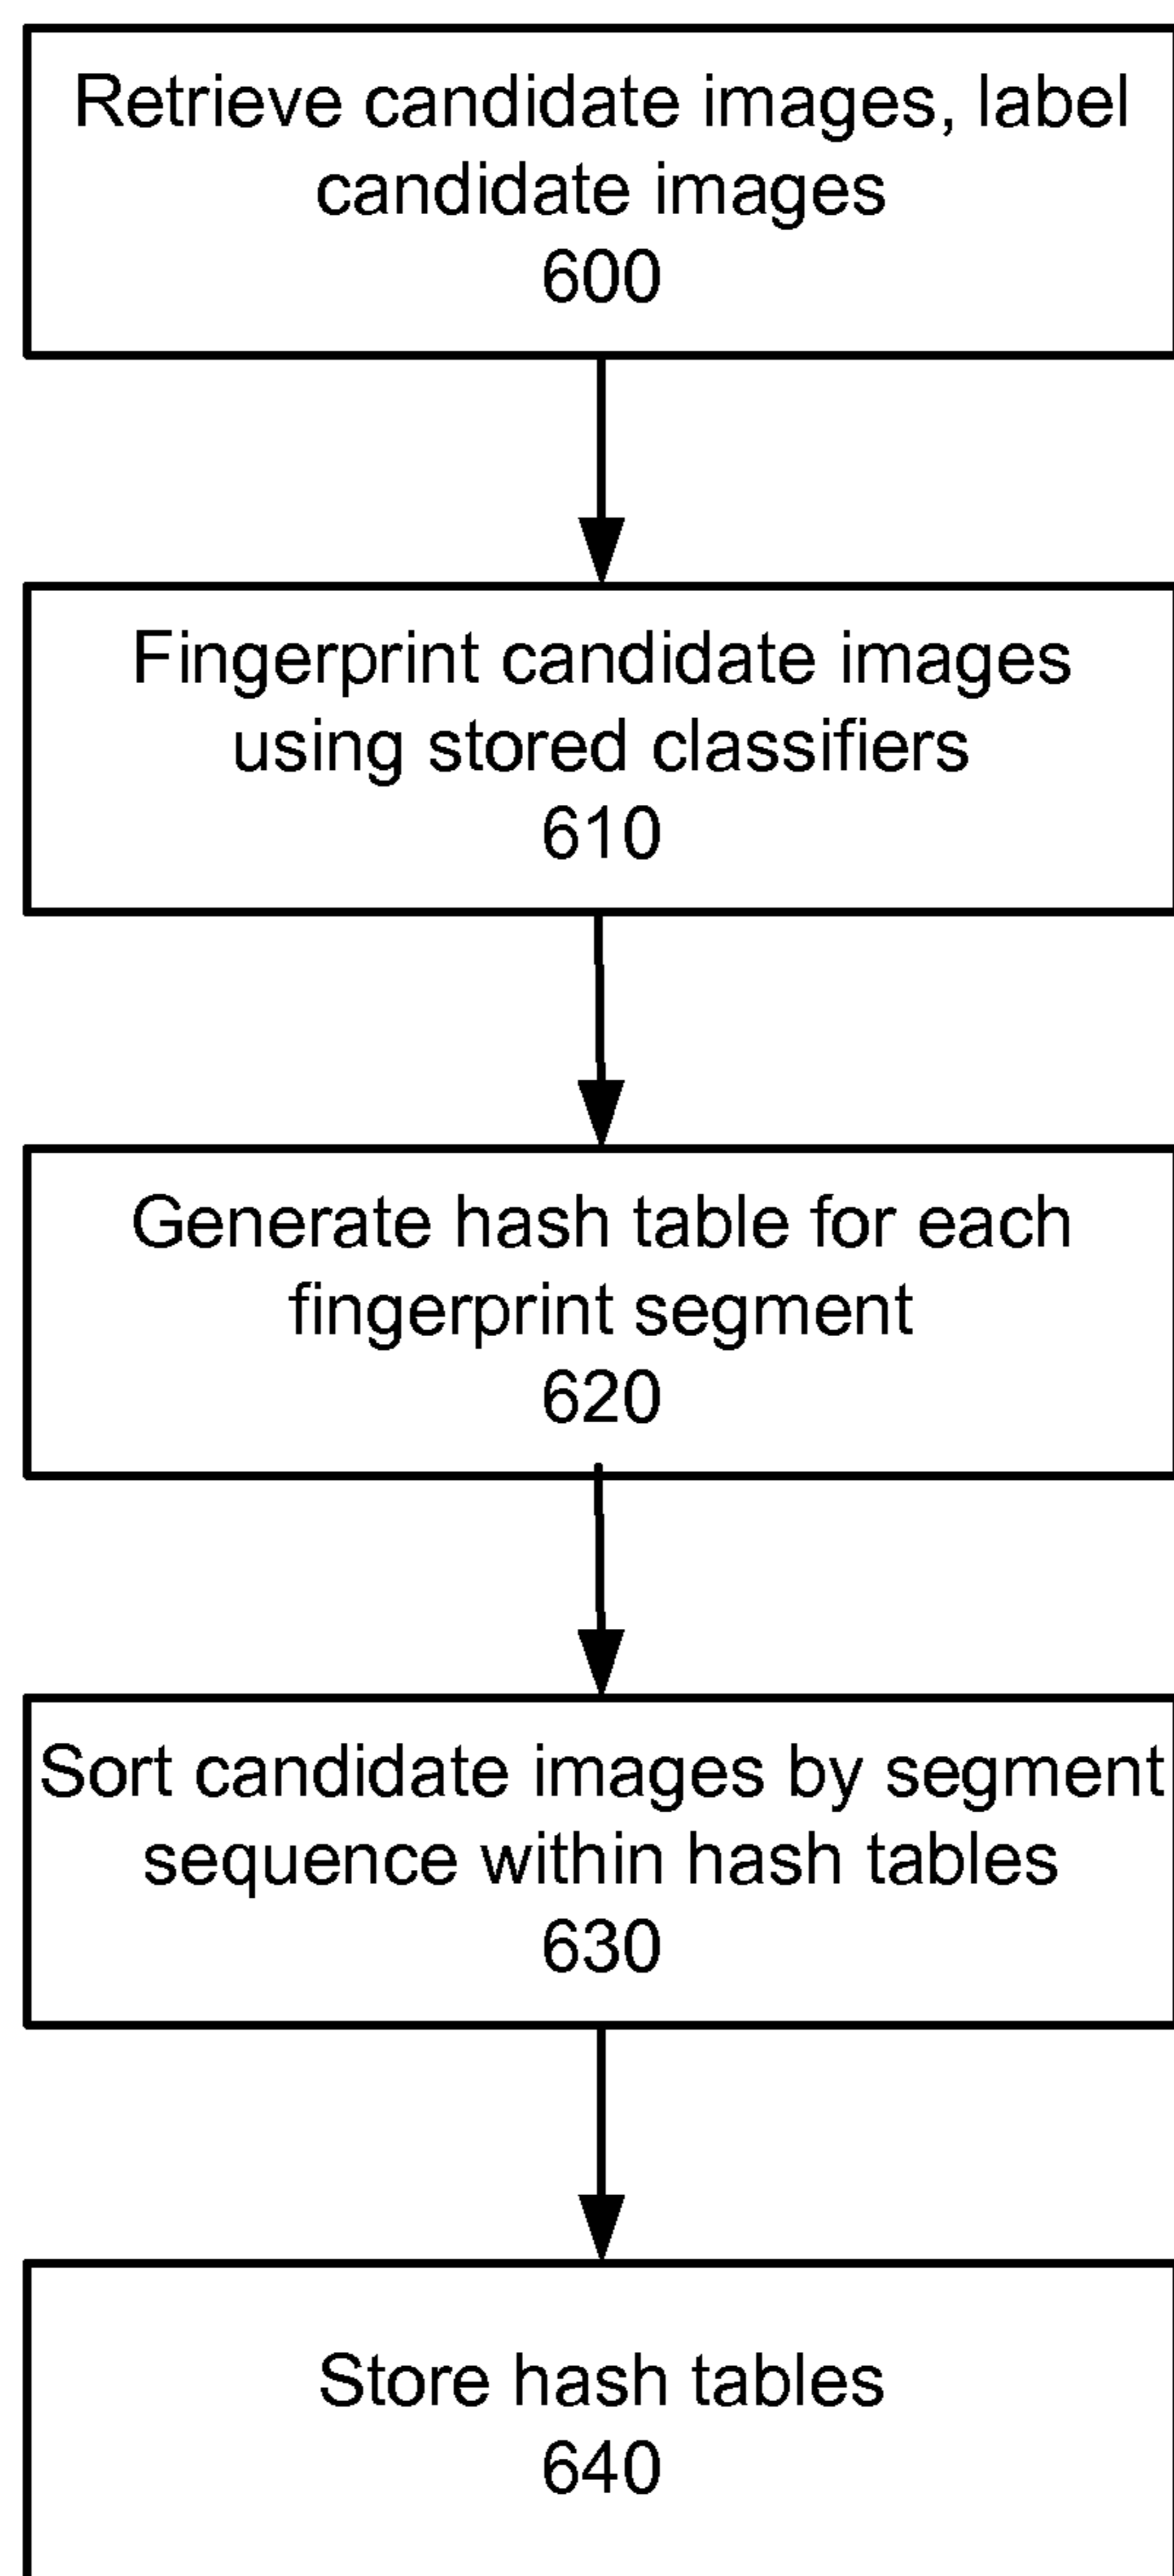 Retrieve candidate images, label
candidate images
600
Fingerprint candidate images
using stored classifiers
610
Generate hash table for each
fingerprint segment
620
Sort candidate images by segment
sequence within hash tables
630
Store hash tables
640